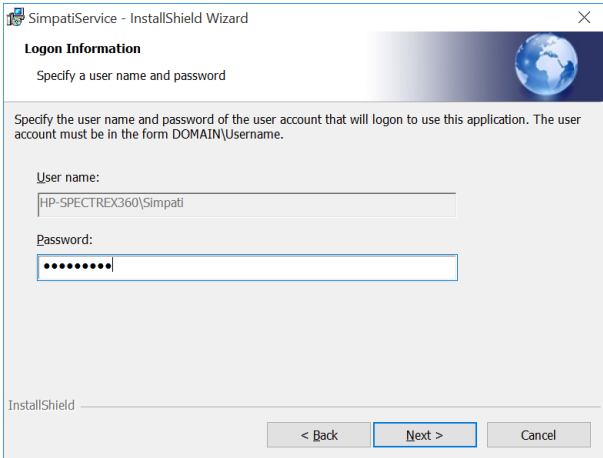 SimpatiService - InstallShield Wizard
Logon Information
Specify a user name and password
Specify the user name and password of the user account that will logon to use this application. The user
account must be in the form DOMAIN\Username.
User name:
HP-SPECTREX360\Simpati
Password:
●●●●●●●●●
InstallShield
< Back Next > Cancel